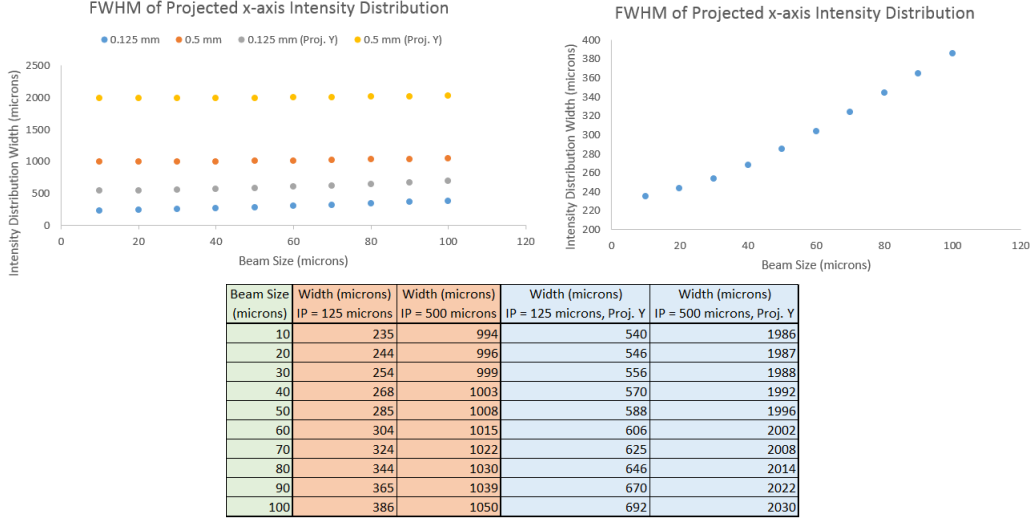 FWHM of Projected x-axis Intensity Distribution
0.125 mm 0.5 mm 0.125 mm (Proj. Y) 0.5 mm (Proj. Y)
Intensity Distribution Width (microns)
2500
2000
1500
1000
500
0
0 20 40 60 80 100 120
Beam Size (microns)
FWHM of Projected x-axis Intensity Distribution
Intensity Distribution Width (microns)
400
380
360
340
320
300
280
260
240
220
200
0 20 40 60 80 100 120
Beam Size (microns)
Beam Size Width (microns) Width (microns) Width (microns) Width (microns)
(microns) IP = 125 microns IP = 500 microns IP = 125 microns, Proj. Y IP = 500 microns, Proj. Y
10 235 994 540 1986
20 244 996 546 1987
30 254 999 556 1988
40 268 1003 570 1992
50 285 1008 588 1996
60 304 1015 606 2002
70 324 1022 625 2008
80 344 1030 646 2014
90 365 1039 670 2022
100 386 1050 692 2030